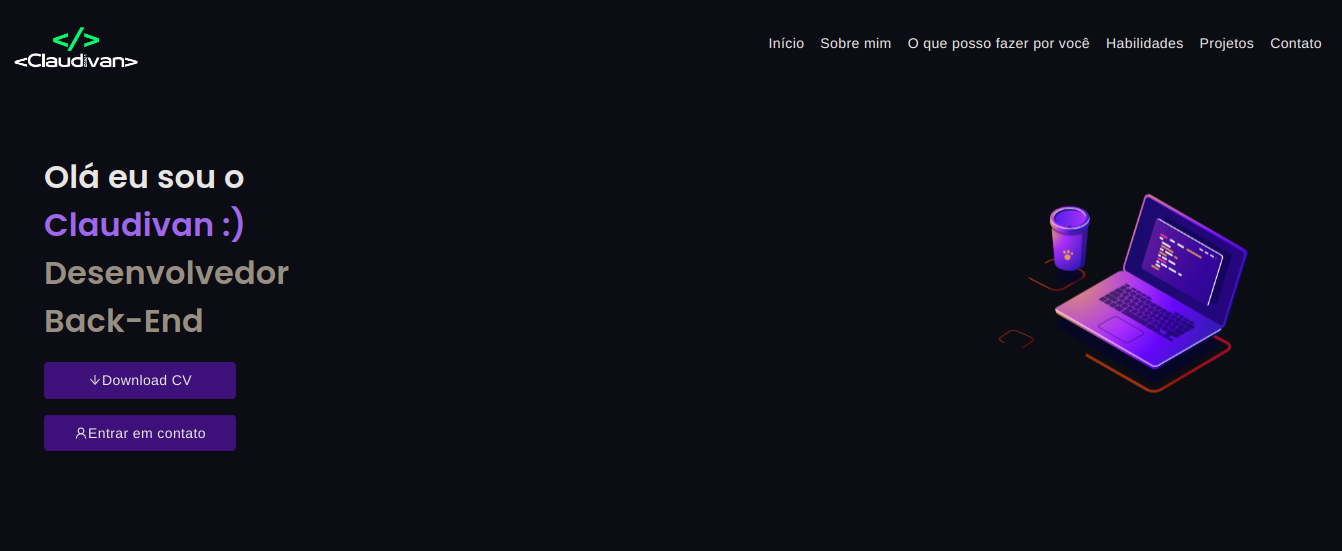 </>
<Claudivan>
Início Sobre mim O que posso fazer por você Habilidades Projetos Contato
Olá eu sou o
Claudivan :)
Desenvolvedor
Back-End
Download CV
Entrar em contato